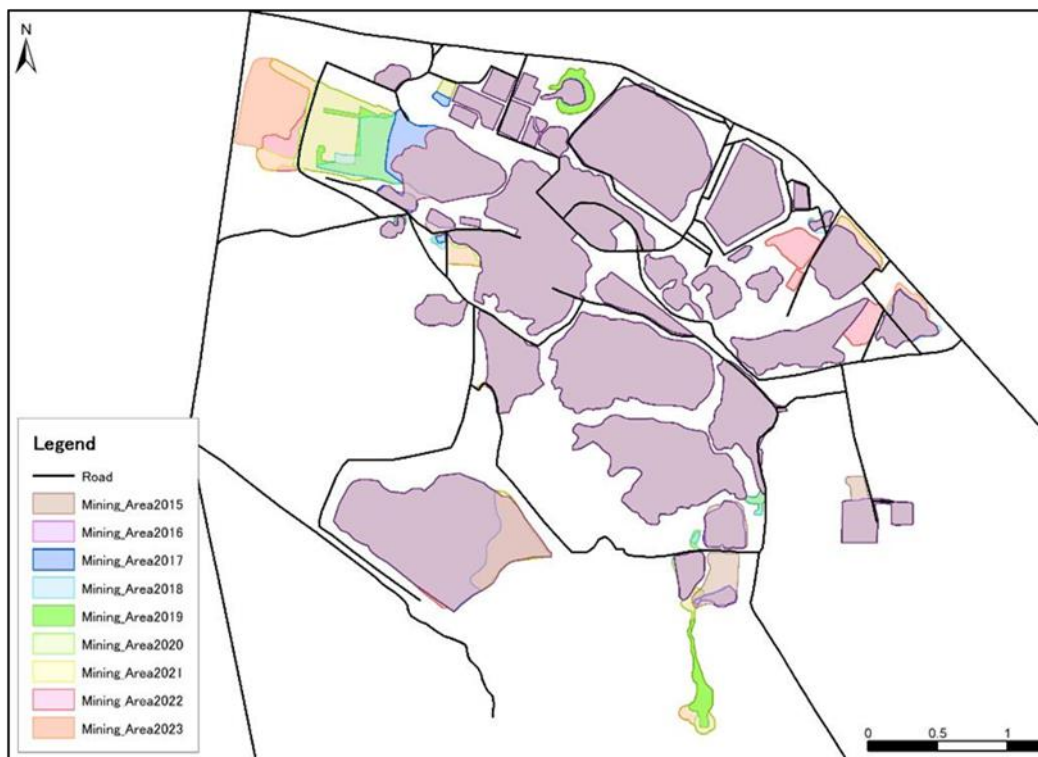 N
Legend
Road
Mining_Area2015
Mining_Area2016
Mining_Area2017
Mining_Area2018
Mining_Area2019
Mining_Area2020
Mining_Area2021
Mining_Area2022
Mining_Area2023
0 0.5 1